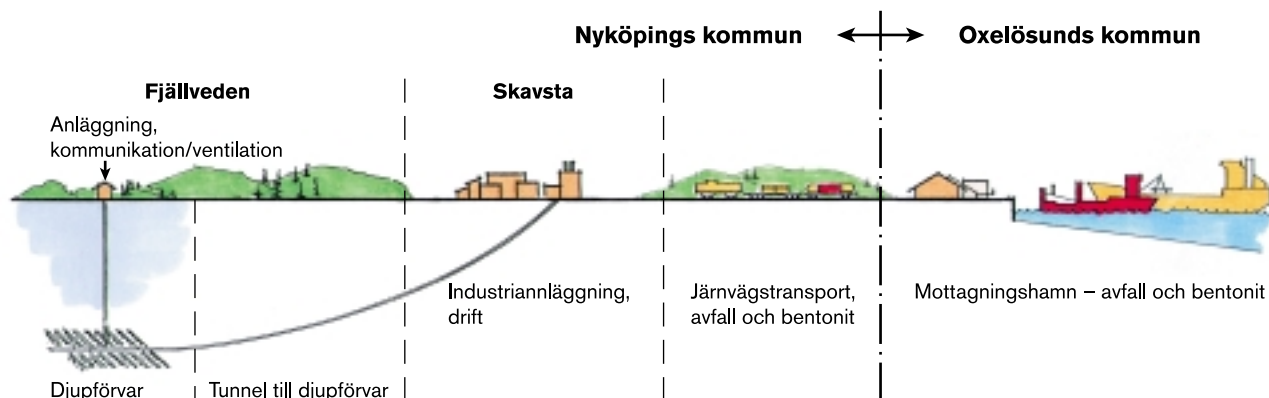 Nyköpings kommun
Oxelösunds kommun
Fjällveden
Skavsta
Anläggning,
kommunikation/ventilation
Industriannläggning,
drift
Järnvägstransport,
avfall och bentonit
Mottagningshamn – avfall och bentonit
Djupförvar
Tunnel till djupförvar